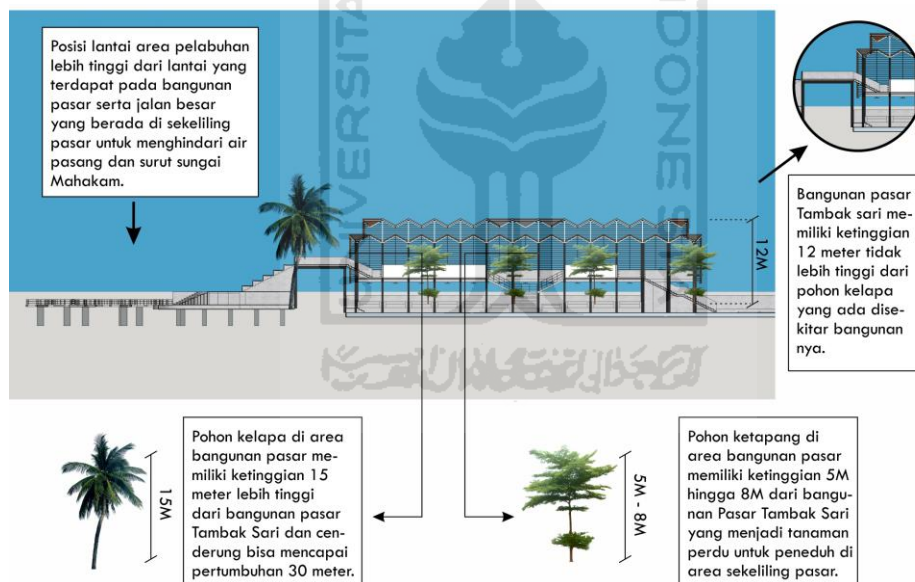 Posisi lantai area pelabuhan
lebih tinggi dari lantai yang
terdapat pada bangunan
pasar serta jalan besar
yang berada di sekeliling
pasar untuk menghindari air
pasang dan surut sungai
Mahakam.
Bangunan pasar
Tambak sari me-
miliki ketinggian
12 meter tidak
lebih tinggi dari
pohon kelapa
yang ada dise-
kitar bangunan
nya.
12M
Pohon kelapa di area
bangunan pasar me-
miliki ketinggian 15
meter lebih tinggi
dari bangunan pasar
Tambak Sari dan cen-
derung bisa mencapai
pertumbuhan 30 meter.
15M
Pohon ketapang di
area bangunan pasar
memiliki ketinggian 5M
hingga 8M dari bangu-
nan Pasar Tambak Sari
yang menjadi tanaman
perdu untuk peneduh di
area sekeliling pasar.
5M - 8M